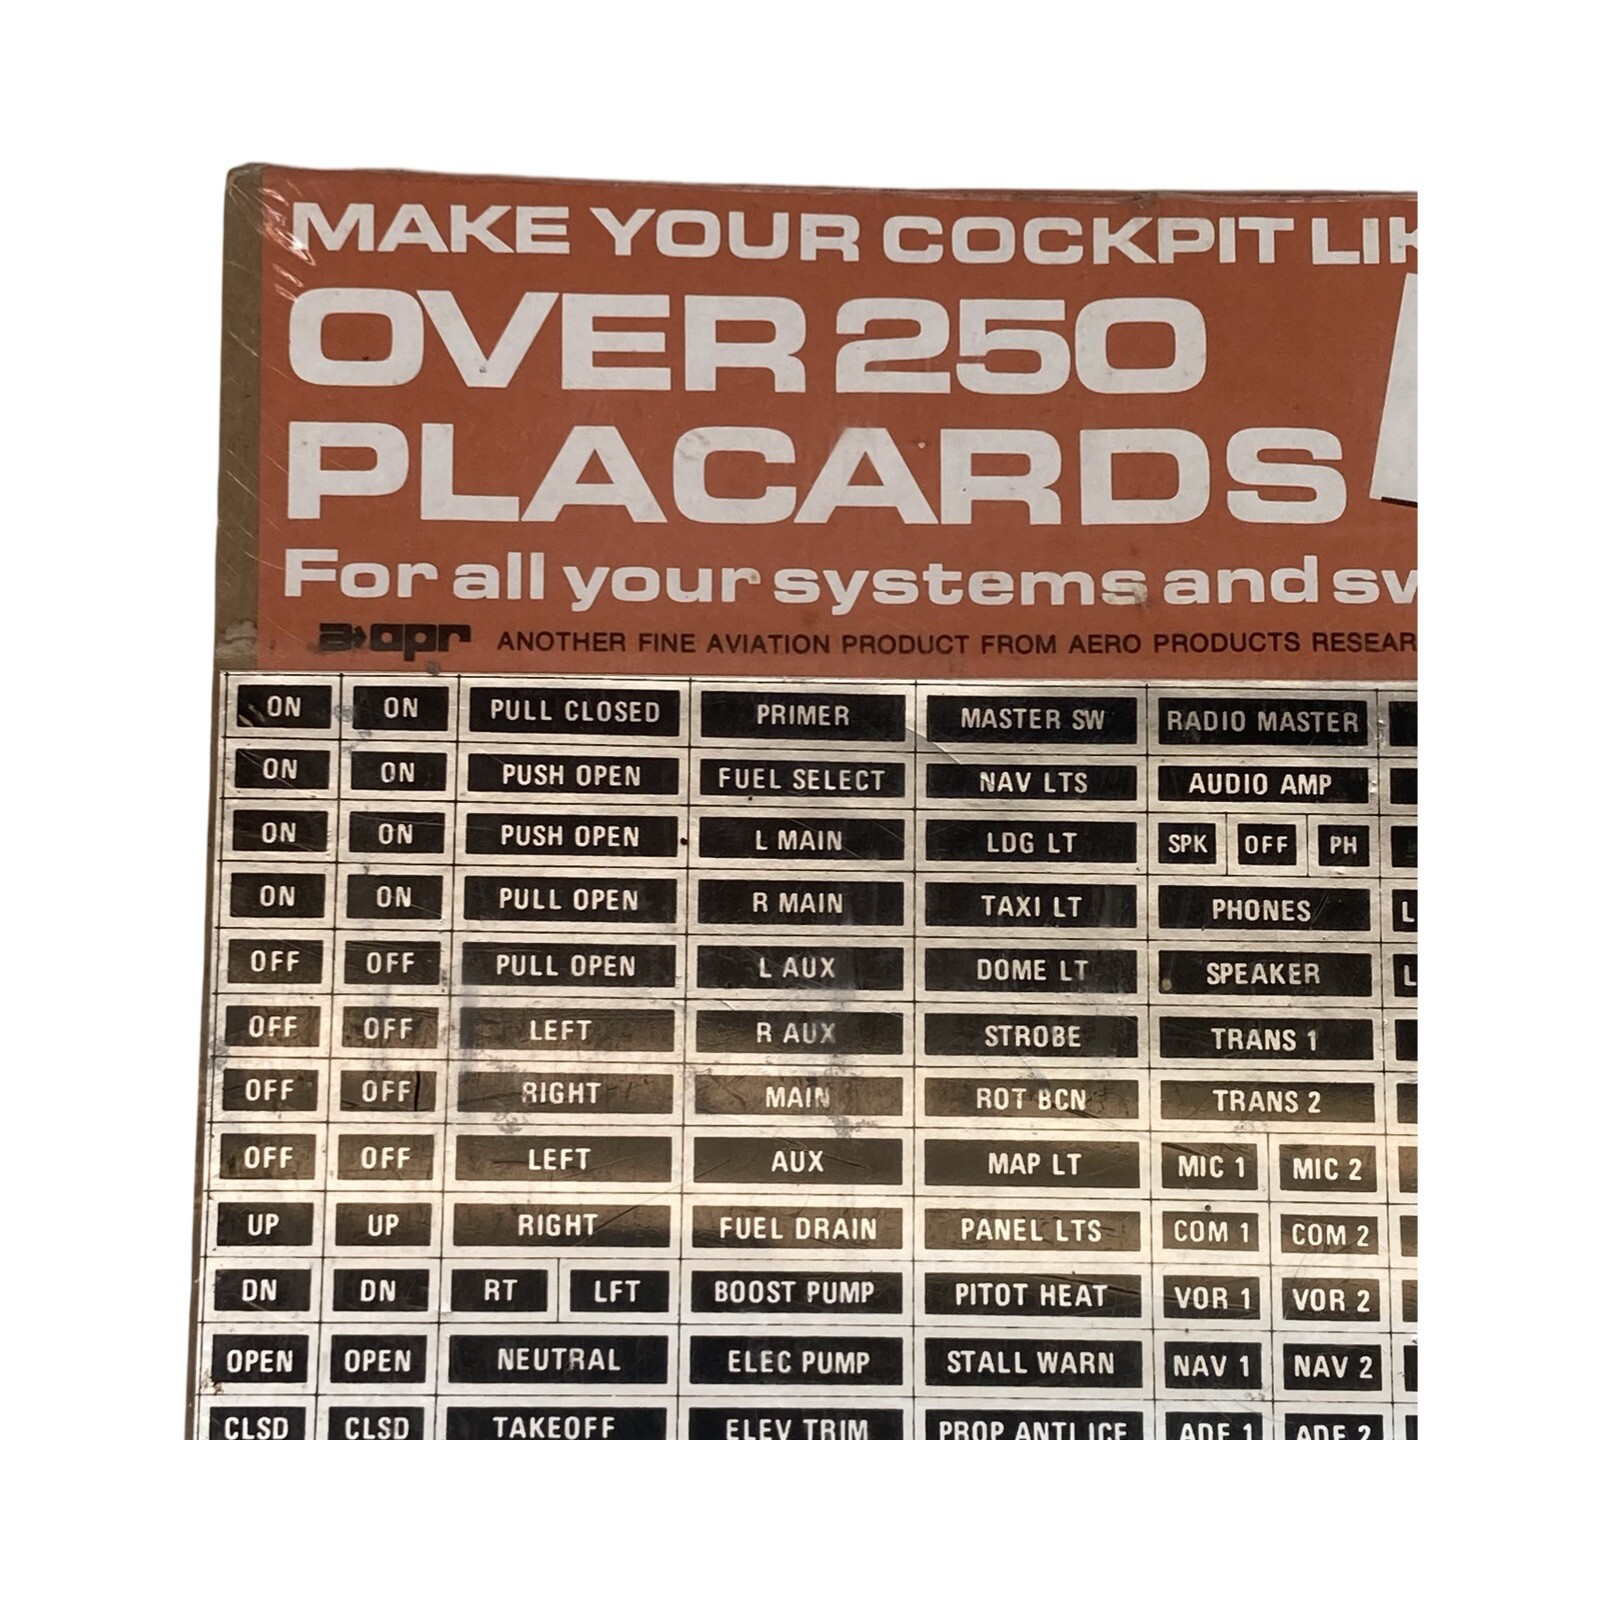 MAKE YOUR COCKPIT LIK
OVER 250
PLACARDS
For all your systems and sw
a apr ANOTHER FINE AVIATION PRODUCT FROM AERO PRODUCTS RESEAR
ON ON PULL CLOSED PRIMER MASTER SW RADIO MASTER
ON ON PUSH OPEN FUEL SELECT NAV LTS AUDIO AMP
ON ON PUSH OPEN L MAIN LDG LT SPK OFF PH
ON ON PULL OPEN R MAIN TAXI LT PHONES L
OFF OFF PULL OPEN L AUX DOME LT SPEAKER L
OFF OFF LEFT R AUX STROBE TRANS 1
OFF OFF RIGHT MAIN ROT BCN TRANS 2
OFF OFF LEFT AUX MAP LT MIC 1 MIC 2
UP UP RIGHT FUEL DRAIN PANEL LTS COM 1 COM 2
DN DN RT LFT BOOST PUMP PITOT HEAT VOR 1 VOR 2
OPEN OPEN NEUTRAL ELEC PUMP STALL WARN NAV 1 NAV 2
CLSD CLSD TAKEOFF ELEV TRIM PROP ANTI ICE ADF 1 ADF 2